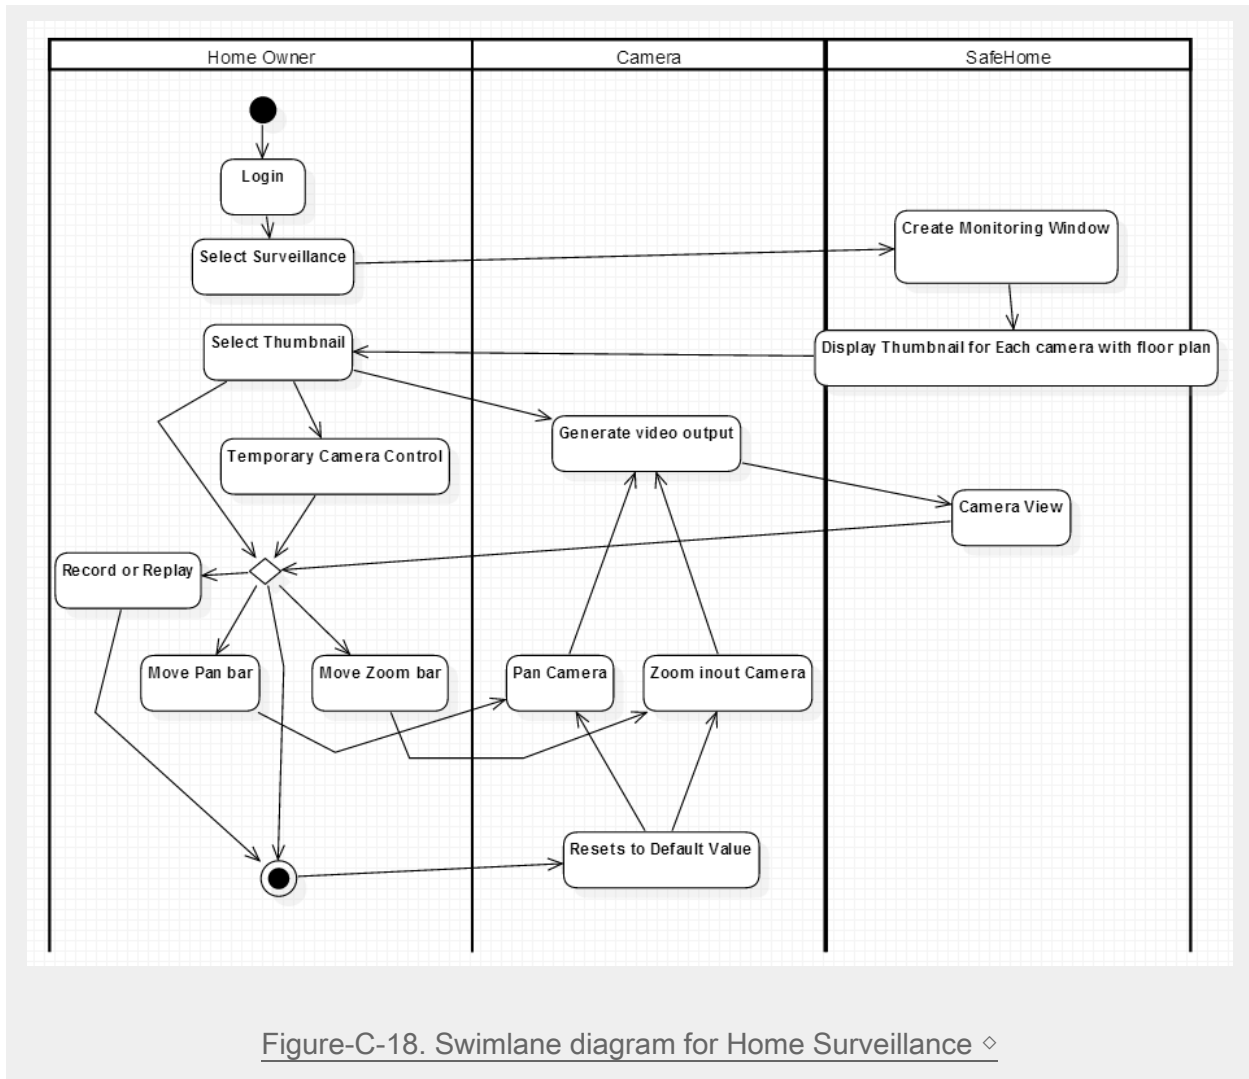 Home Owner
Camera
SafeHome
Login
Create Monitoring Window
Select Surveillance
Select Thumbnail
Display Thumbnail for Each camera with floor plan
Generate video output
Temporary Camera Control
Camera View
Record or Replay
Move Pan bar
Move Zoom bar
Pan Camera
Zoom inout Camera
Resets to Default Value
Figure-C-18. Swimlane diagram for Home Surveillance